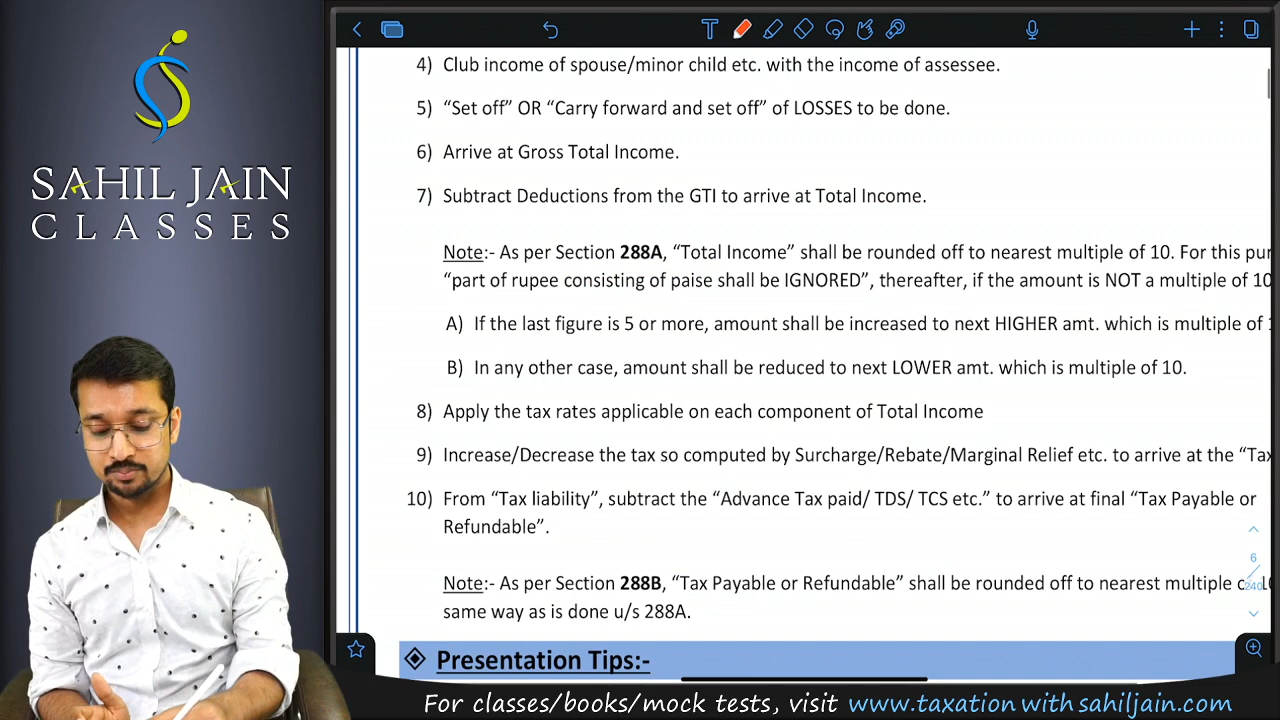 SAHIL JAIN
CLASSES
4) Club income of spouse/minor child etc. with the income of assessee.
5) “Set off” OR “Carry forward and set off” of LOSSES to be done.
6) Arrive at Gross Total Income.
7) Subtract Deductions from the GTI to arrive at Total Income.
Note:- As per Section 288A, “Total Income” shall be rounded off to nearest multiple of 10. For this
“part of rupee consisting of paise shall be IGNORED”, thereafter, if the amount is NOT a multiple of 10
A) If the last figure is 5 or more, amount shall be increased to next HIGHER amt. which is multiple of
B) In any other case, amount shall be reduced to next LOWER amt. which is multiple of 10.
8) Apply the tax rates applicable on each component of Total Income
9) Increase/Decrease the tax so computed by Surcharge/Rebate/Marginal Relief etc. to arrive at the “Tax
10) From “Tax liability”, subtract the “Advance Tax paid/ TDS/ TCS etc.” to arrive at final “Tax Payable or
Refundable”.
6
240
Note:- As per Section 288B, “Tax Payable or Refundable” shall be rounded off to nearest multiple
same way as is done u/s 288A.
Presentation Tips:-
For classes/books/mock tests, visit www.taxationwithsahiljain.com